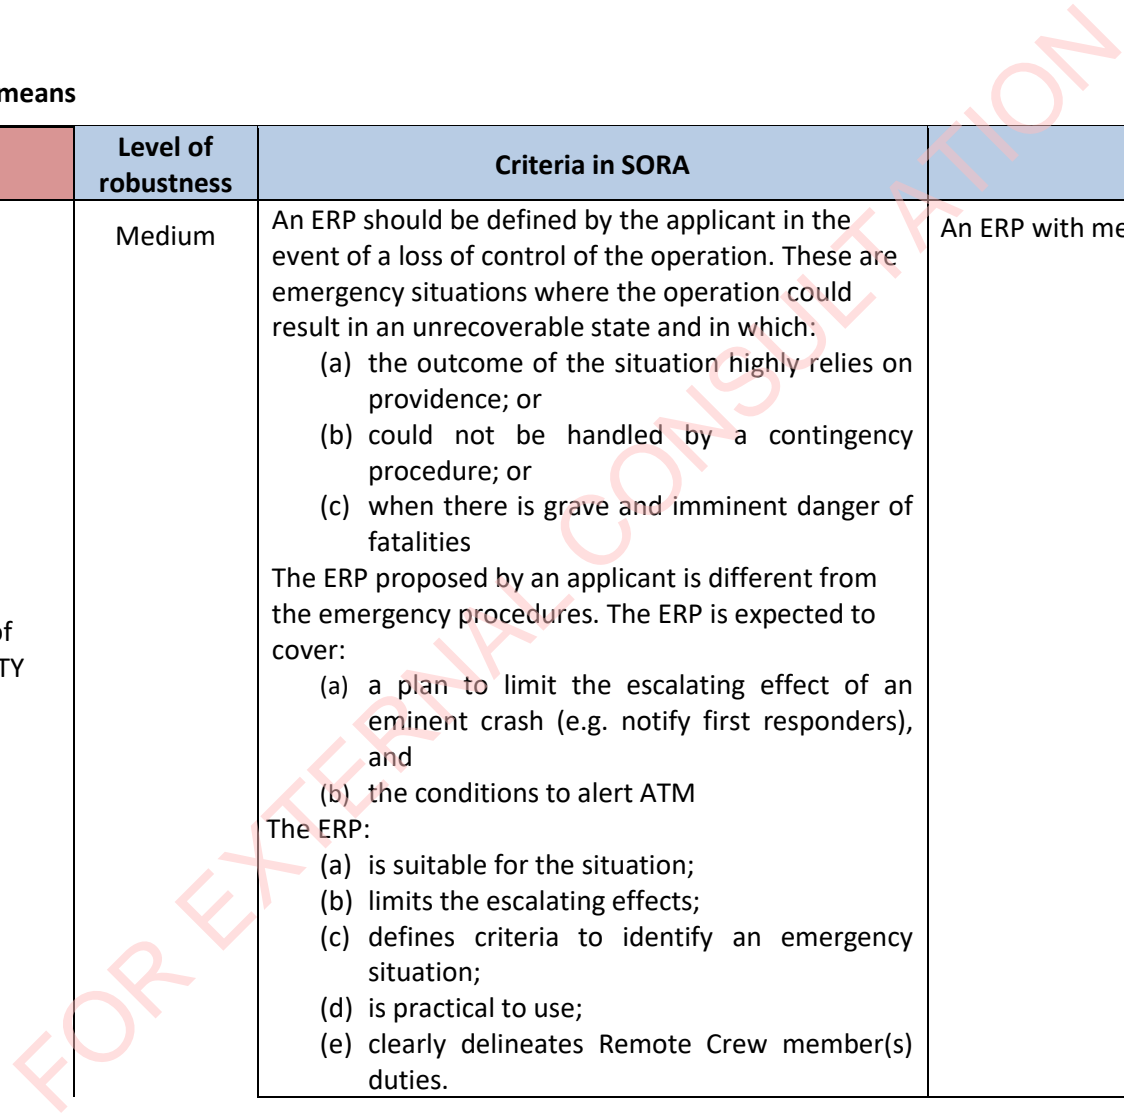 means
Level of
robustness
Criteria in SORA
Medium
An ERP should be defined by the applicant in the
event of a loss of control of the operation. These are
emergency situations where the operation could
result in an unrecoverable state and in which:
(a) the outcome of the situation highly relies on
providence; or
(b) could not be handled by a contingency
procedure; or
(c) when there is grave and imminent danger of
fatalities
The ERP proposed by an applicant is different from
the emergency procedures. The ERP is expected to
cover:
(a) a plan to limit the escalating effect of an
eminent crash (e.g. notify first responders),
and
(b) the conditions to alert ATM
The ERP:
(a) is suitable for the situation;
(b) limits the escalating effects;
(c) defines criteria to identify an emergency
situation;
(d) is practical to use;
(e) clearly delineates Remote Crew member(s)
duties.
An ERP with me
of
TY
FOR EXTERNAL CONSULTATION